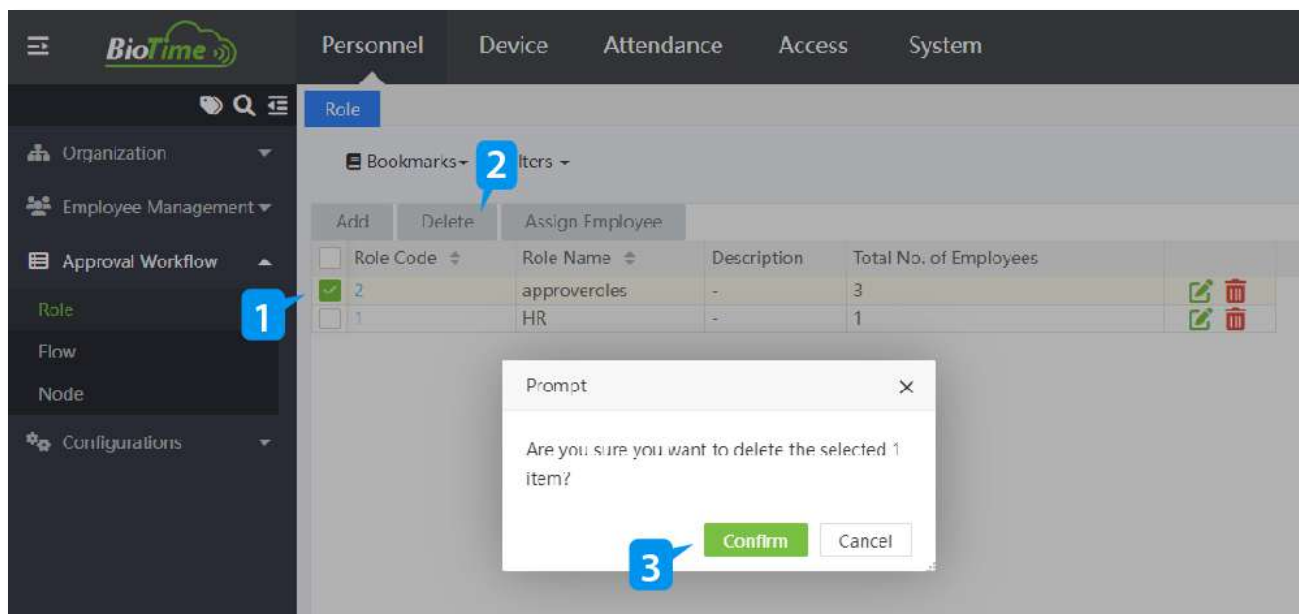 BioTime
Personnel Device Attendance Access System
Role
Organization
Bookmarks 2 lters
Employee Management
Add Delete Assign Employee
Approval Workflow
Role Code Role Name Description Total No. of Employees
2 approveroles - 3
1 HR - 1
Role
1
Flow
Node
Configurations
Prompt
Are you sure you want to delete the selected 1
item?
Confirm Cancel
3